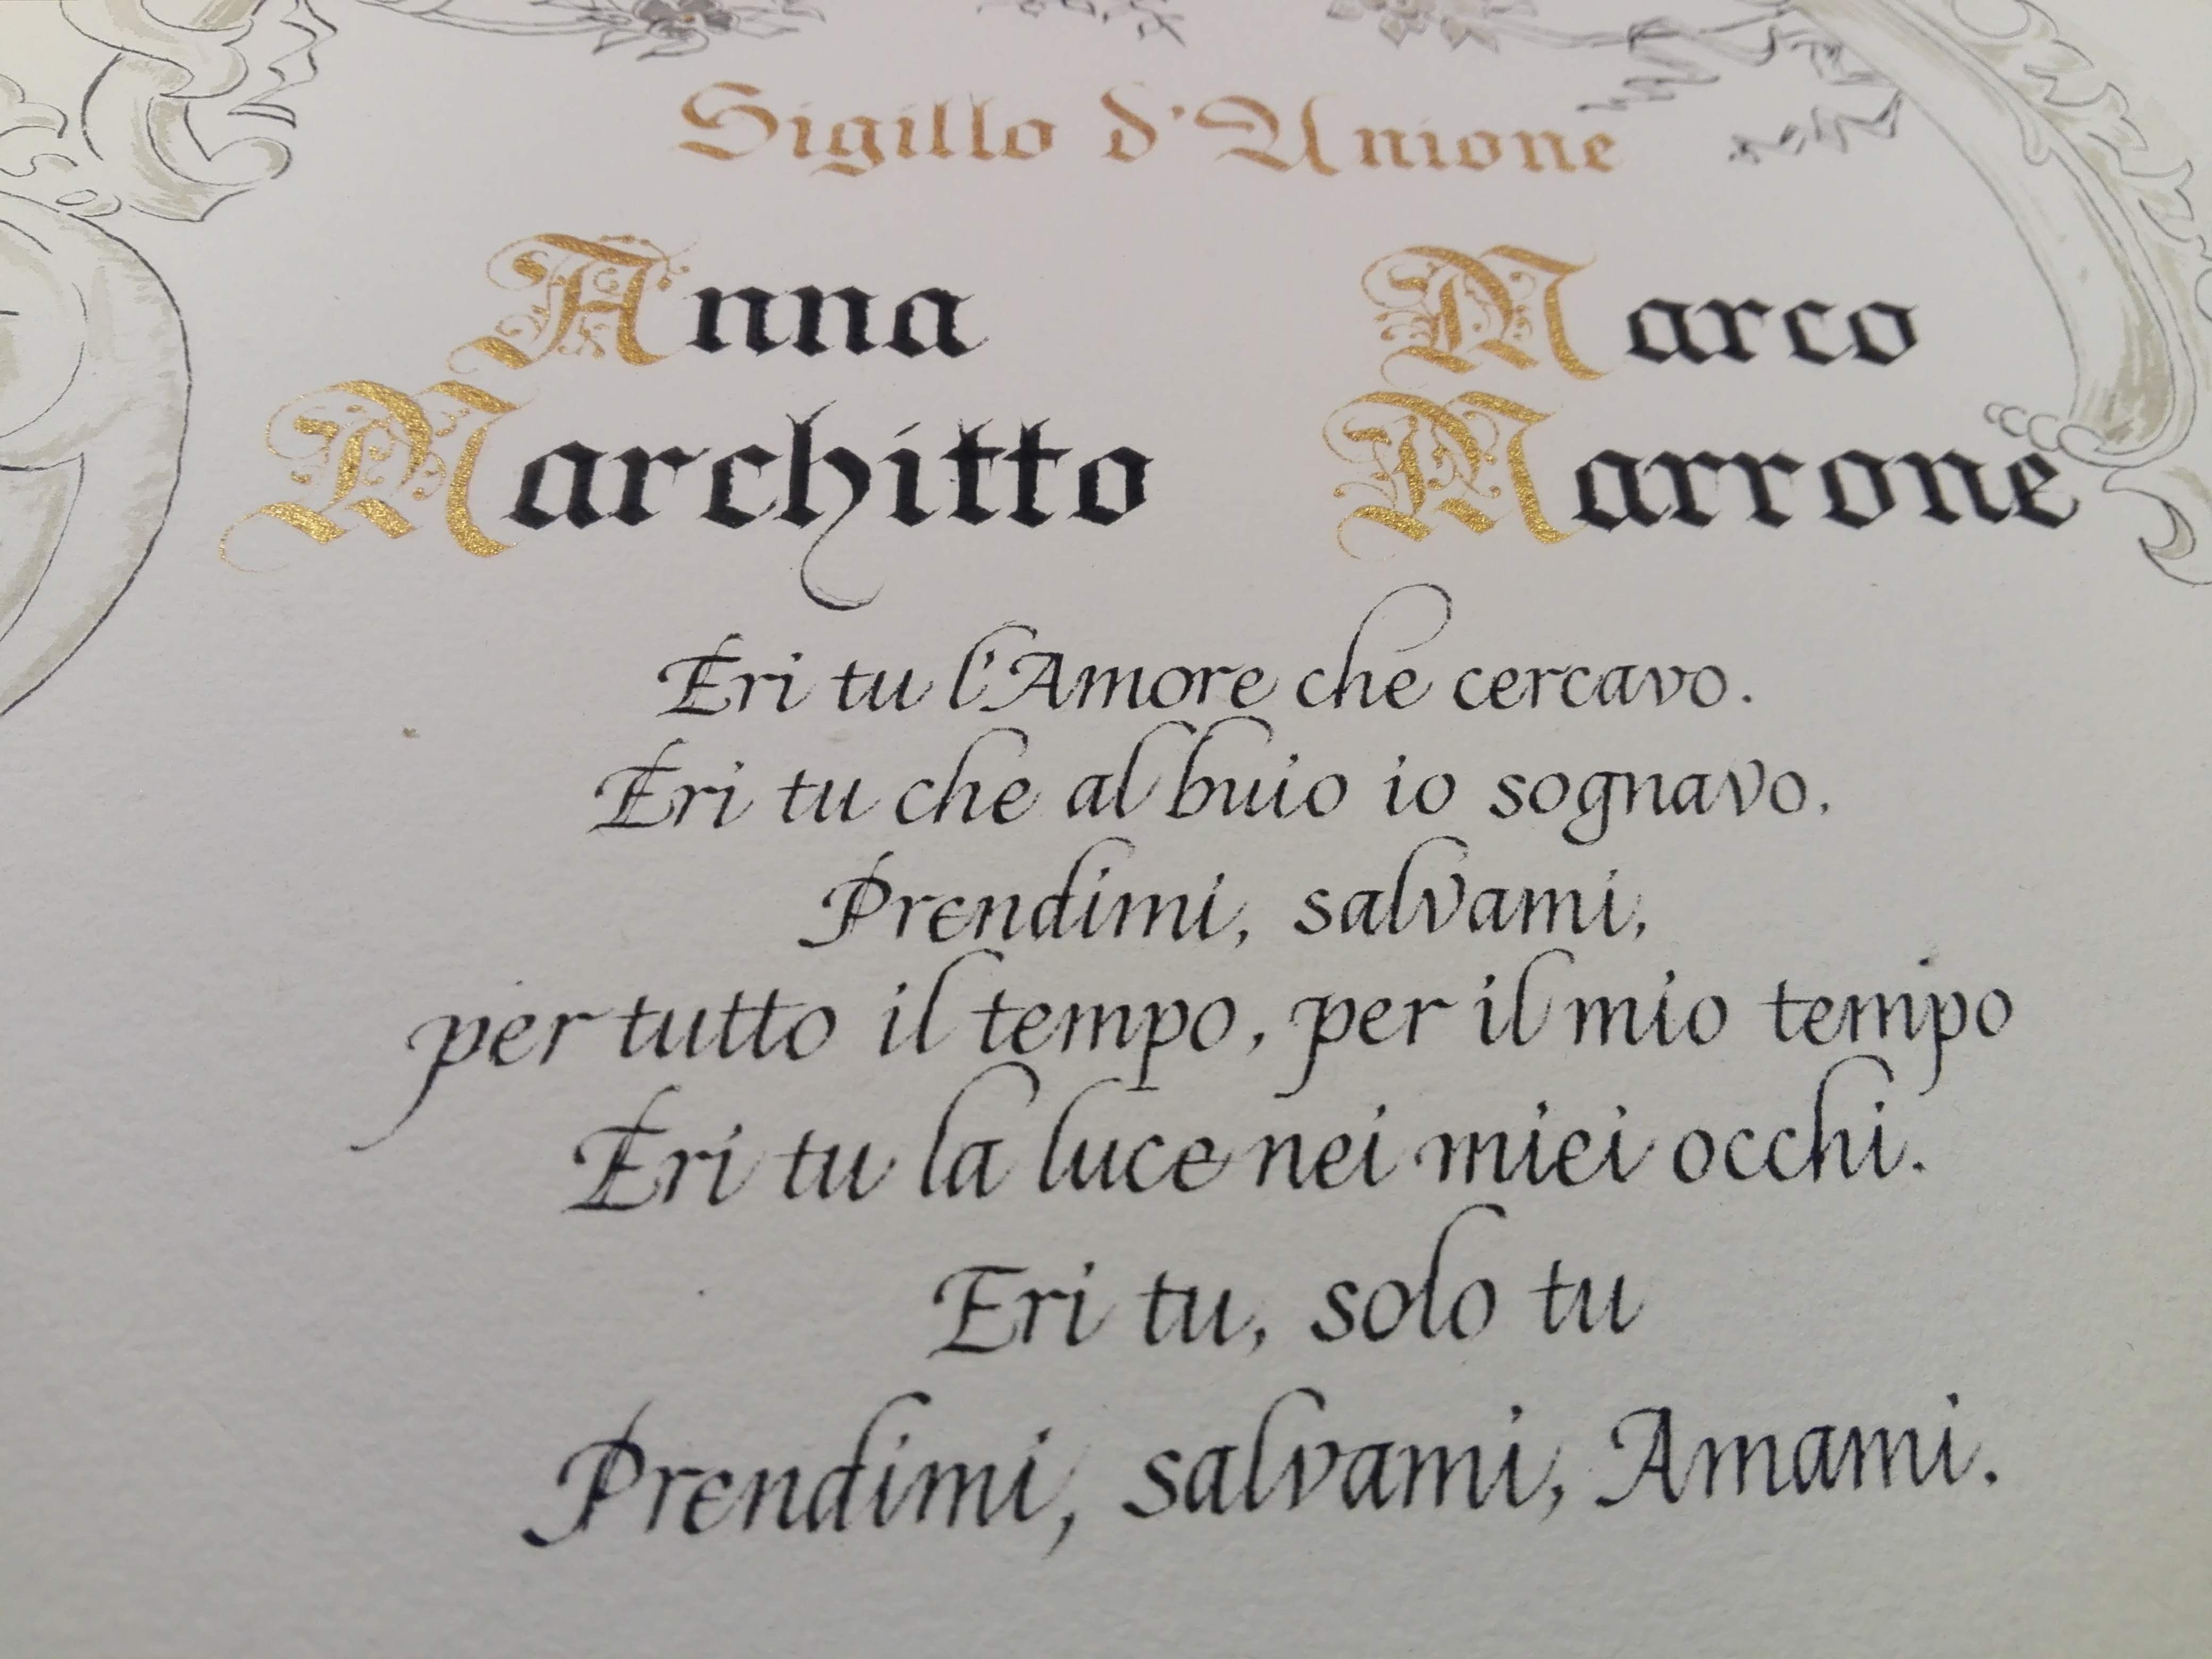 Sigillo d'Unione
Anna Marco
Marchitto Marrone
Eri tu l'Amore che cercavo.
Eri tu che al buio io sognavo.
Prendimi, salvami,
per tutto il tempo, per il mio tempo
Eri tu la luce nei miei occhi.
Eri tu, solo tu
Prendimi, salvami, Amami.